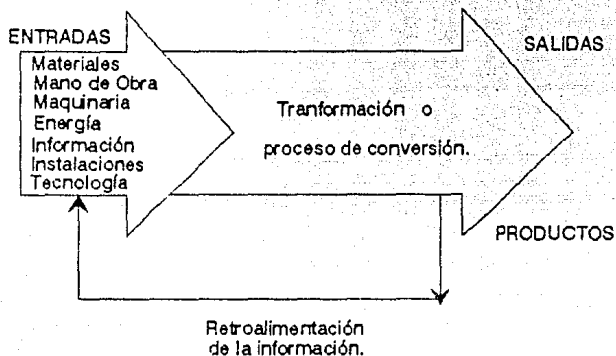 ENTRADAS
Materiales
Mano de Obra
Maquinaria
Energía
Información
Instalaciones
Tecnología
Tranformación o
proceso de conversión.
SALIDAS
PRODUCTOS
Retroalimentación
de la información.